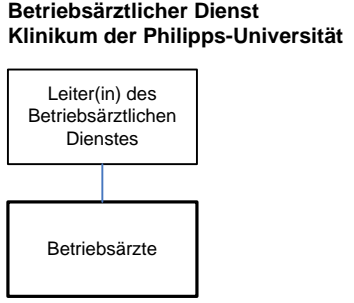 Betriebsärztlicher Dienst
Klinikum der Philipps-Universität
Leiter(in) des
Betriebsärztlichen
Dienstes
Betriebsärzte